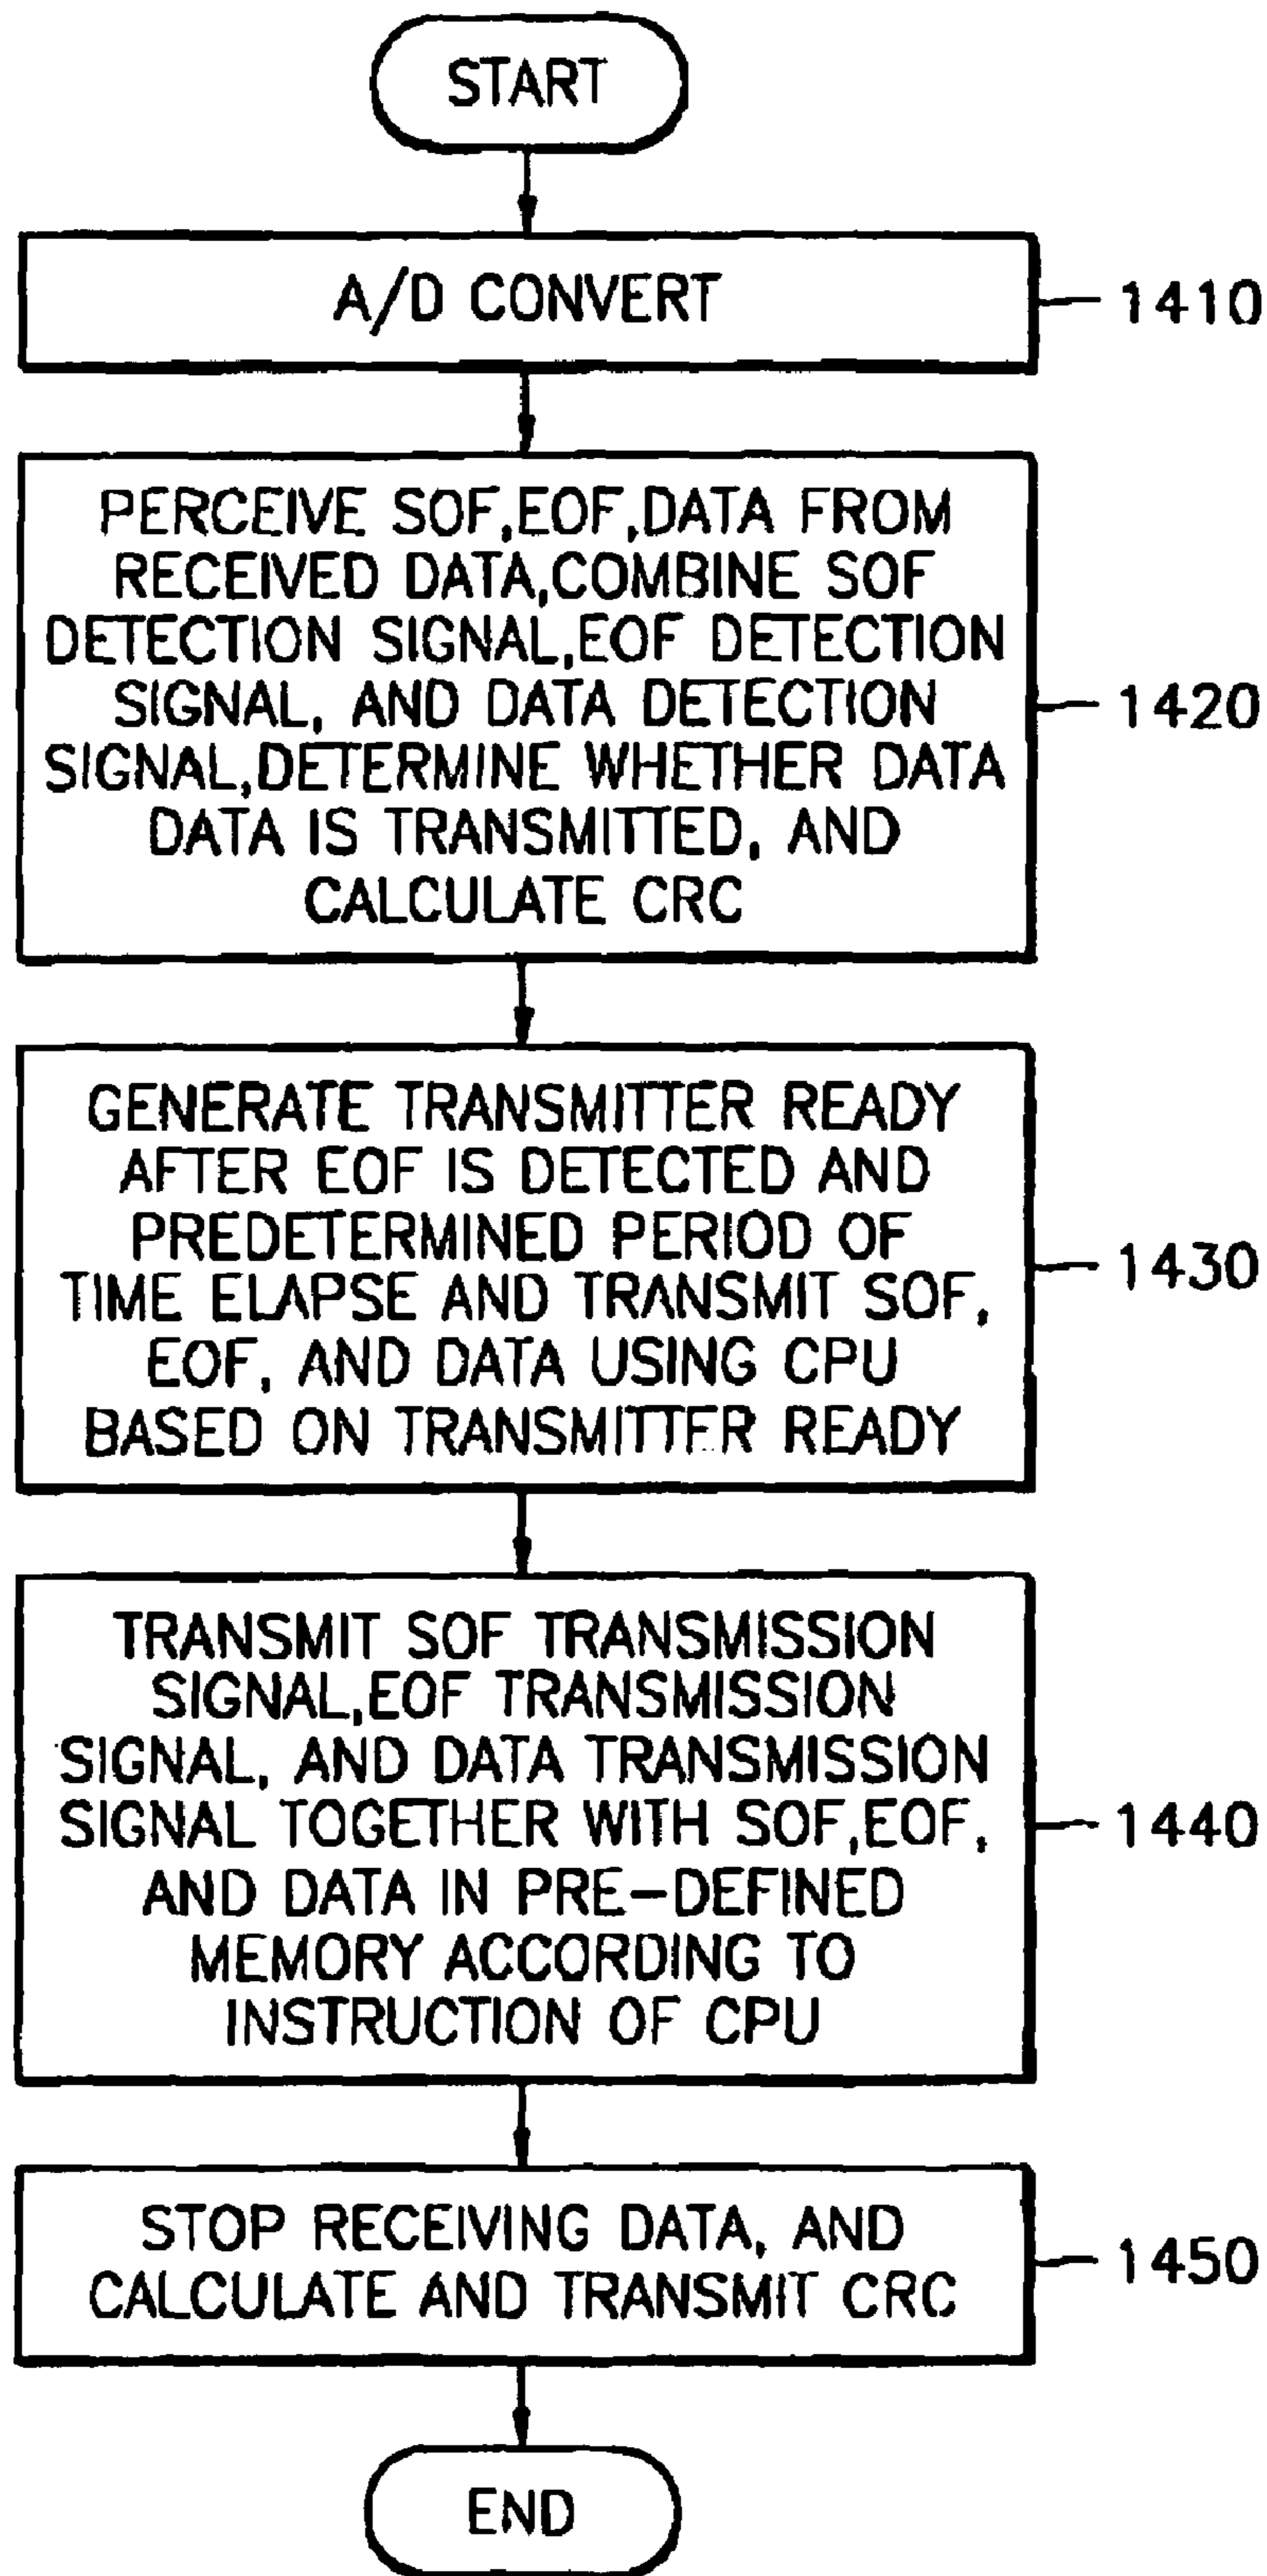 START
A/D CONVERT
1410
PERCEIVE SOF,EOF,DATA FROM
RECEIVED DATA,COMBINE SOF
DETECTION SIGNAL,EOF DETECTION
SIGNAL, AND DATA DETECTION
SIGNAL,DETERMINE WHETHER DATA
DATA IS TRANSMITTED, AND
CALCULATE CRC
1420
GENERATE TRANSMITTER READY
AFTER EOF IS DETECTED AND
PREDETERMINED PERIOD OF
TIME ELAPSE AND TRANSMIT SOF,
EOF, AND DATA USING CPU
BASED ON TRANSMITTER READY
1430
TRANSMIT SOF TRANSMISSION
SIGNAL,EOF TRANSMISSION
SIGNAL, AND DATA TRANSMISSION
SIGNAL TOGETHER WITH SOF,EOF,
AND DATA IN PRE-DEFINED
MEMORY ACCORDING TO
INSTRUCTION OF CPU
1440
STOP RECEIVING DATA, AND
CALCULATE AND TRANSMIT CRC
1450
END